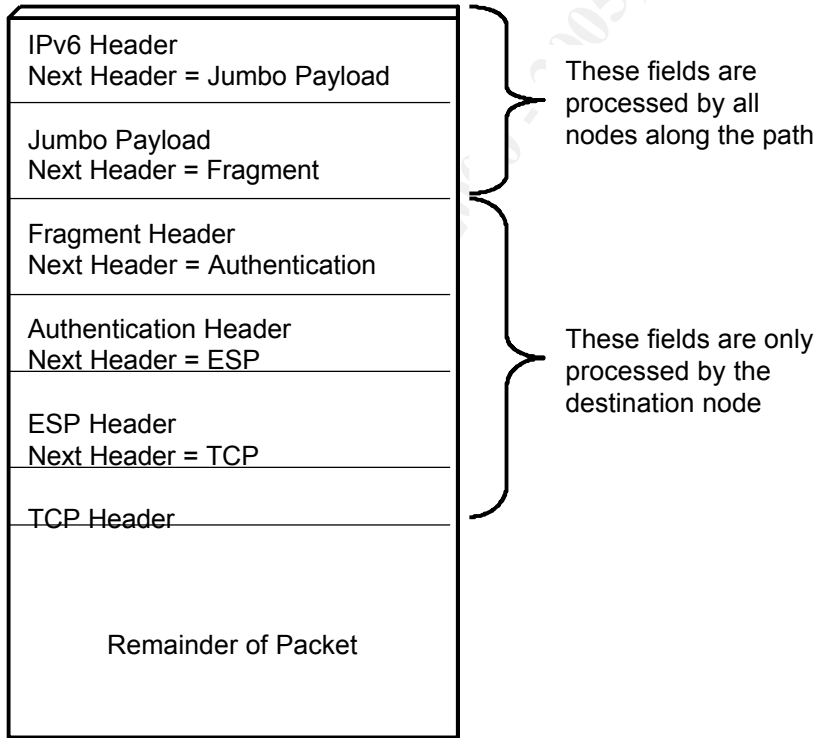 IPv6 Header
Next Header = Jumbo Payload
Jumbo Payload
Next Header = Fragment
Fragment Header
Next Header = Authentication
Authentication Header
Next Header = ESP
ESP Header
Next Header = TCP
TCP Header
Remainder of Packet
These fields are
processed by all
nodes along the path
These fields are only
processed by the
destination node